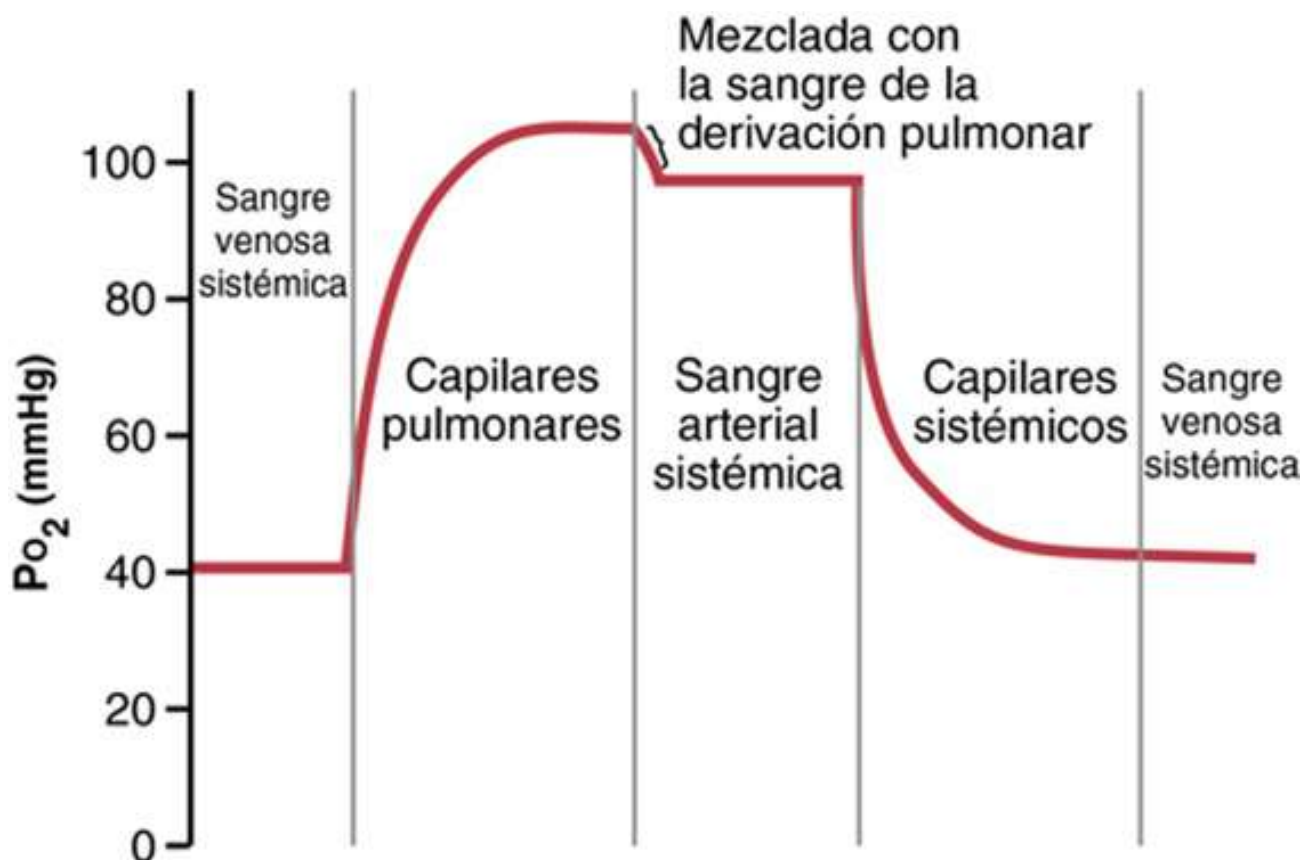 Mezclada con
la sangre de la
derivación pulmonar
100
Sangre
venosa
sistémica
80
Capilares
pulmonares
Sangre
arterial
sistémica
Capilares
sistémicos
Sangre
venosa
sistémica
60
Po2 (mmHg)
40
20
0